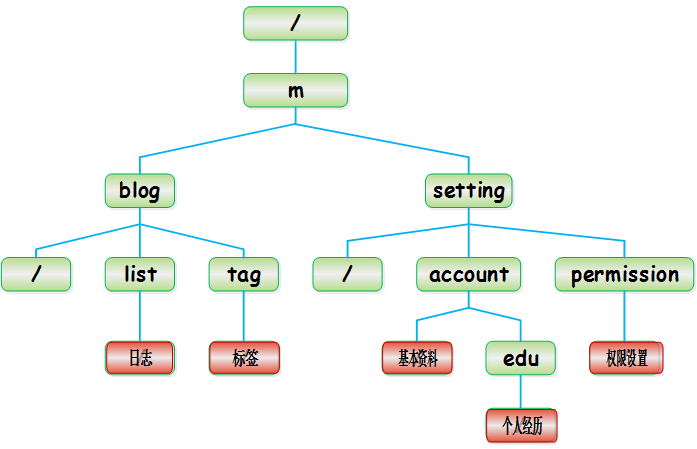 /
m
blog
setting
/
list
tag
/
account
permission
日志
标签
基本资料
edu
权限设置
个人经历